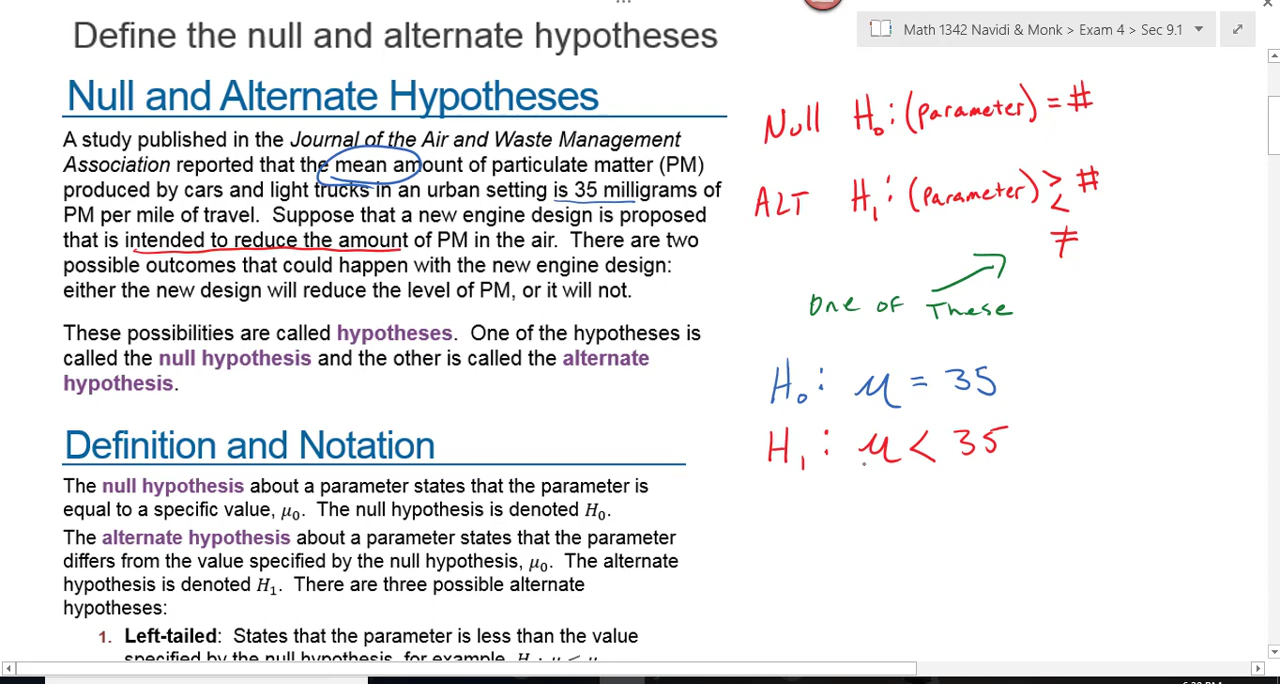 Define the null and alternate hypotheses
Math 1342 Navidi & Monk > Exam 4 > Sec 9.1
Null and Alternate Hypotheses
A study published in the Journal of the Air and Waste Management
Association reported that the mean amount of particulate matter (PM)
produced by cars and light trucks in an urban setting is 35 milligrams of
PM per mile of travel. Suppose that a new engine design is proposed
that is intended to reduce the amount of PM in the air. There are two
possible outcomes that could happen with the new engine design:
either the new design will reduce the level of PM, or it will not.
These possibilities are called hypotheses. One of the hypotheses is
called the null hypothesis and the other is called the alternate
hypothesis.
Definition and Notation
The null hypothesis about a parameter states that the parameter is
equal to a specific value, μ₀. The null hypothesis is denoted H₀.
The alternate hypothesis about a parameter states that the parameter
differs from the value specified by the null hypothesis, μ₀. The alternate
hypothesis is denoted H₁. There are three possible alternate
hypotheses:
1. Left-tailed: States that the parameter is less than the value
specified by the null hypothesis, for example,
Null H₀: (parameter) = #
ALT H₁: (parameter) > #
<
≠
One of These
H₀: μ = 35
H₁: μ < 35